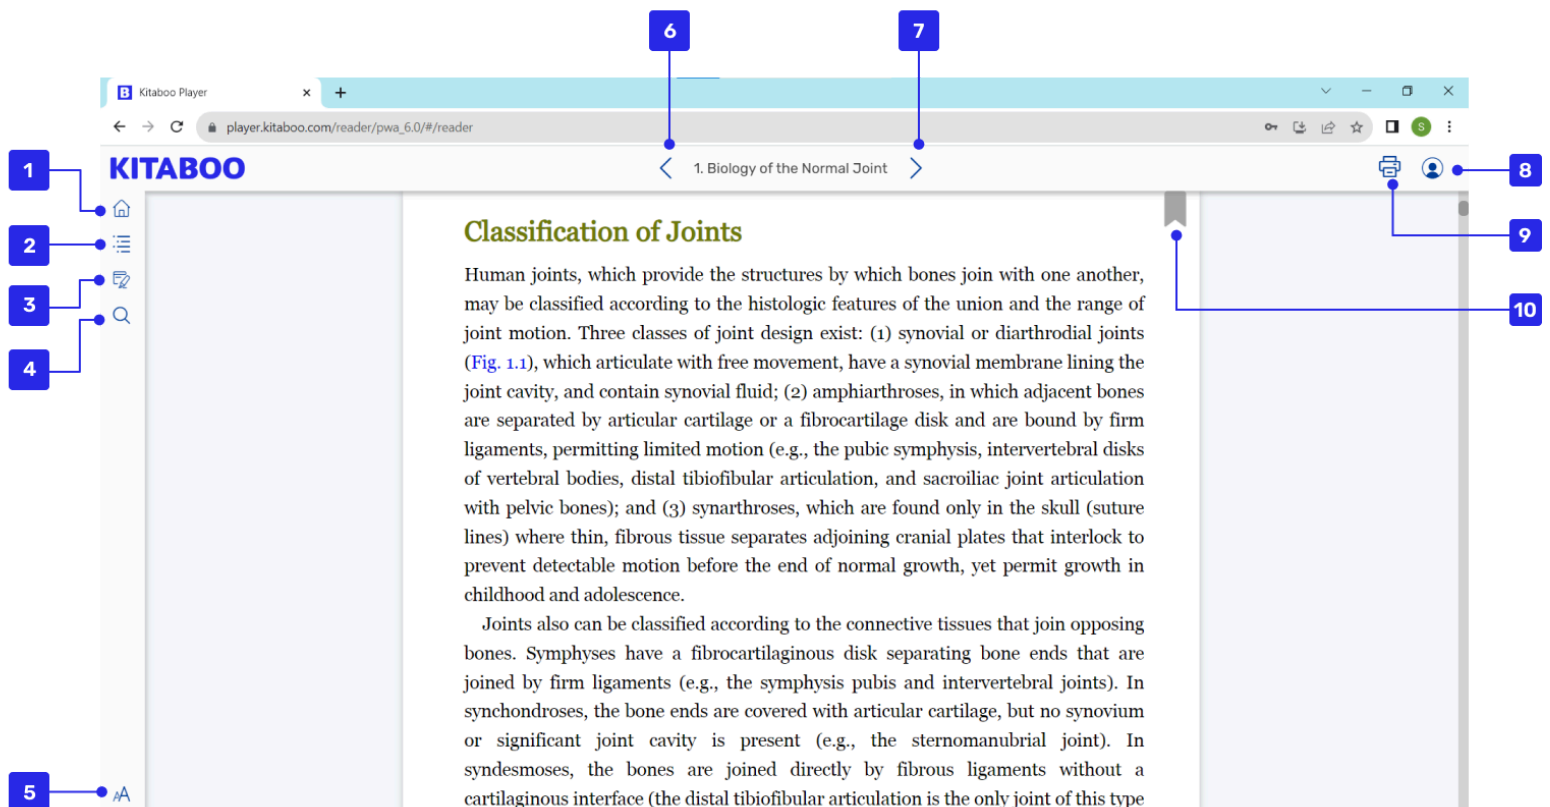 6
7
Kitaboo Player
player.kitaboo.com/reader/pwa_6.0/#/reader
S
KITABOO
1. Biology of the Normal Joint
1
8
2
9
3
10
4
5
Classification of Joints
Human joints, which provide the structures by which bones join with one another,
may be classified according to the histologic features of the union and the range of
joint motion. Three classes of joint design exist: (1) synovial or diarthrodial joints
(Fig. 1.1), which articulate with free movement, have a synovial membrane lining the
joint cavity, and contain synovial fluid; (2) amphiarthroses, in which adjacent bones
are separated by articular cartilage or a fibrocartilage disk and are bound by firm
ligaments, permitting limited motion (e.g., the pubic symphysis, intervertebral disks
of vertebral bodies, distal tibiofibular articulation, and sacroiliac joint articulation
with pelvic bones); and (3) synarthroses, which are found only in the skull (suture
lines) where thin, fibrous tissue separates adjoining cranial plates that interlock to
prevent detectable motion before the end of normal growth, yet permit growth in
childhood and adolescence.
Joints also can be classified according to the connective tissues that join opposing
bones. Symphyses have a fibrocartilaginous disk separating bone ends that are
joined by firm ligaments (e.g., the symphysis pubis and intervertebral joints). In
synchondroses, the bone ends are covered with articular cartilage, but no synovium
or significant joint cavity is present (e.g., the sternomanubrial joint). In
syndesmoses, the bones are joined directly by fibrous ligaments without a
cartilaginous interface (the distal tibiofibular articulation is the only joint of this type
AA